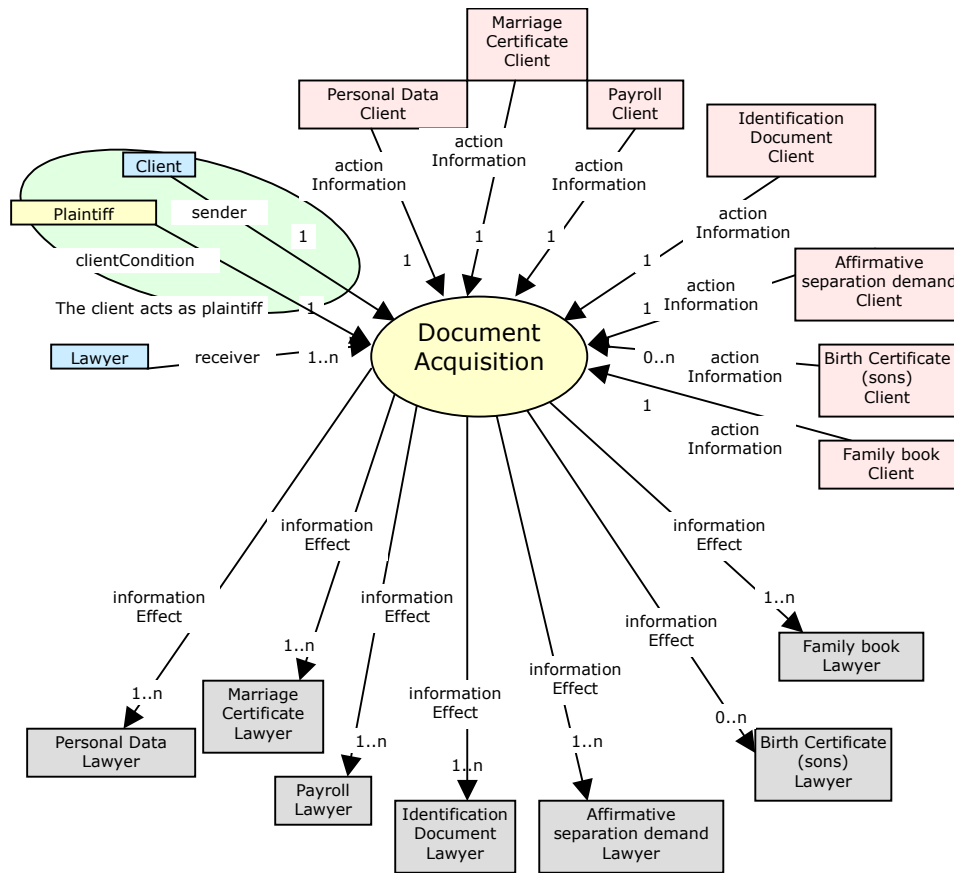 Marriage
Certificate
Client
Personal Data
Client
Payroll
Client
Identification
Document
Client
action
Information
action
Information
action
Information
action
Information
Client
Plaintiff
sender
1
clientCondition
The client acts as plaintiff
1
1
1
1
1
Affirmative
separation demand
Client
action
Information
1
Lawyer
receiver
1..n
Document
Acquisition
0..n
action
Information
Birth Certificate
(sons)
Client
1
action
Information
Family book
Client
information
Effect
information
Effect
information
Effect
information
Effect
information
Effect
information
Effect
information
Effect
1..n
Family book
Lawyer
1..n
Marriage
Certificate
Lawyer
1..n
Personal Data
Lawyer
0..n
Birth Certificate
(sons)
Lawyer
1..n
Payroll
Lawyer
1..n
Identification
Document
Lawyer
1..n
Affirmative
separation demand
Lawyer